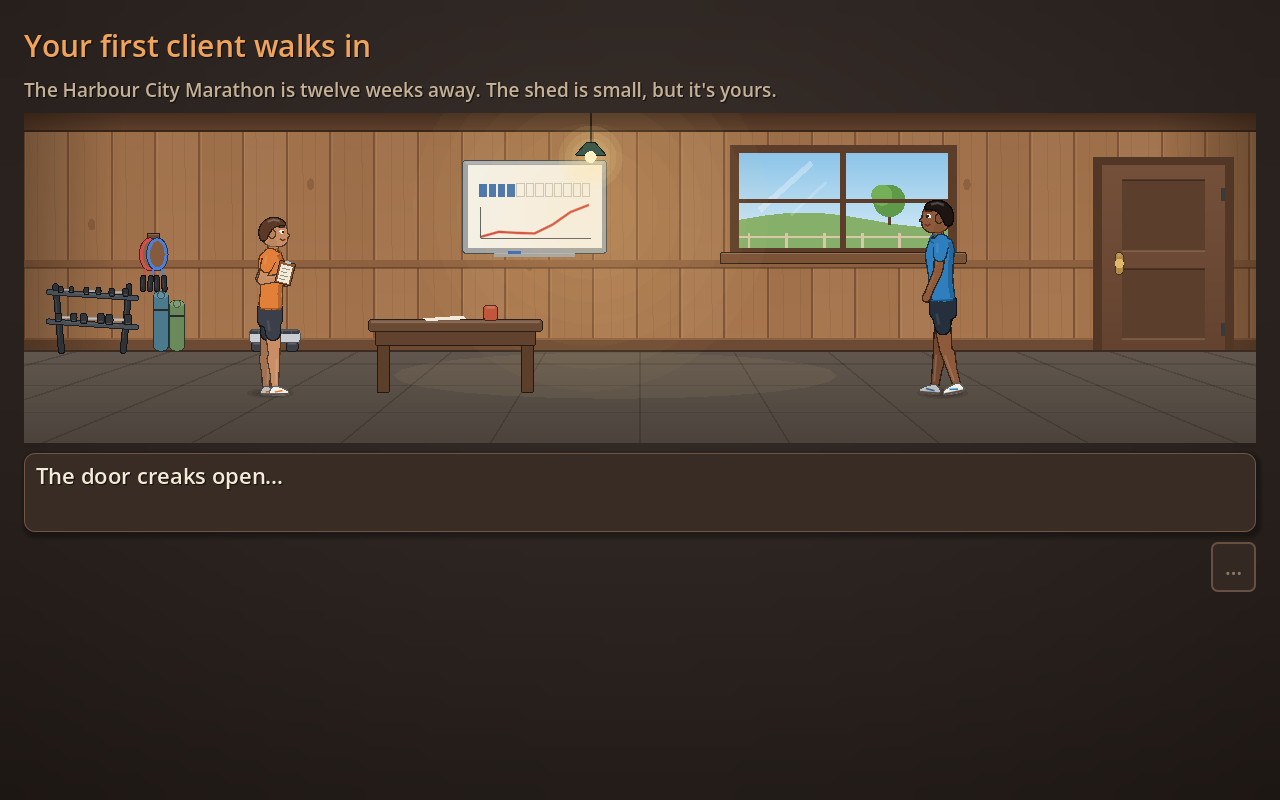 Your first client walks in
The Harbour City Marathon is twelve weeks away. The shed is small, but it's yours.
The door creaks open...
...